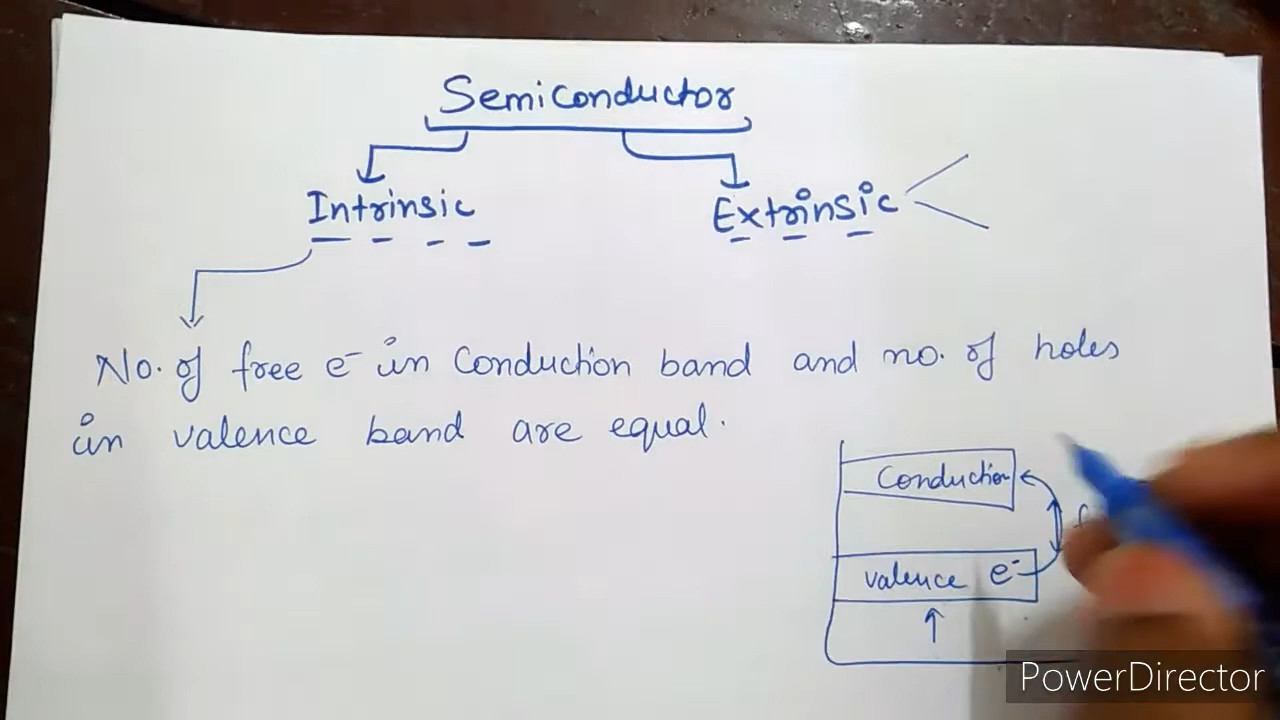 Semiconductor
Intrinsic
Extrinsic
No. of free e⁻ in Conduction band and no. of holes
in valence band are equal.
Conduction
valence e⁻
PowerDirector